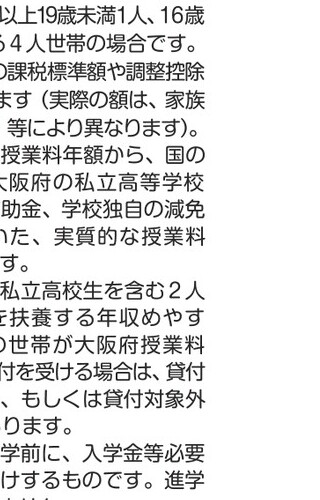 以上19歳未満1人、16歳
る４人世帯の場合です。
の課税標準額や調整控除
ます（実際の額は、家族
等により異なります）。
授業料年額から、国の
大阪府の私立高等学校
助金、学校独自の減免
いた、実質的な授業料
す。
私立高校生を含む２人
を扶養する年収めやす
の世帯が大阪府授業料
付を受ける場合は、貸付
、もしくは貸付対象外
ります。
学前に、入学金等必要
けするものです。進学